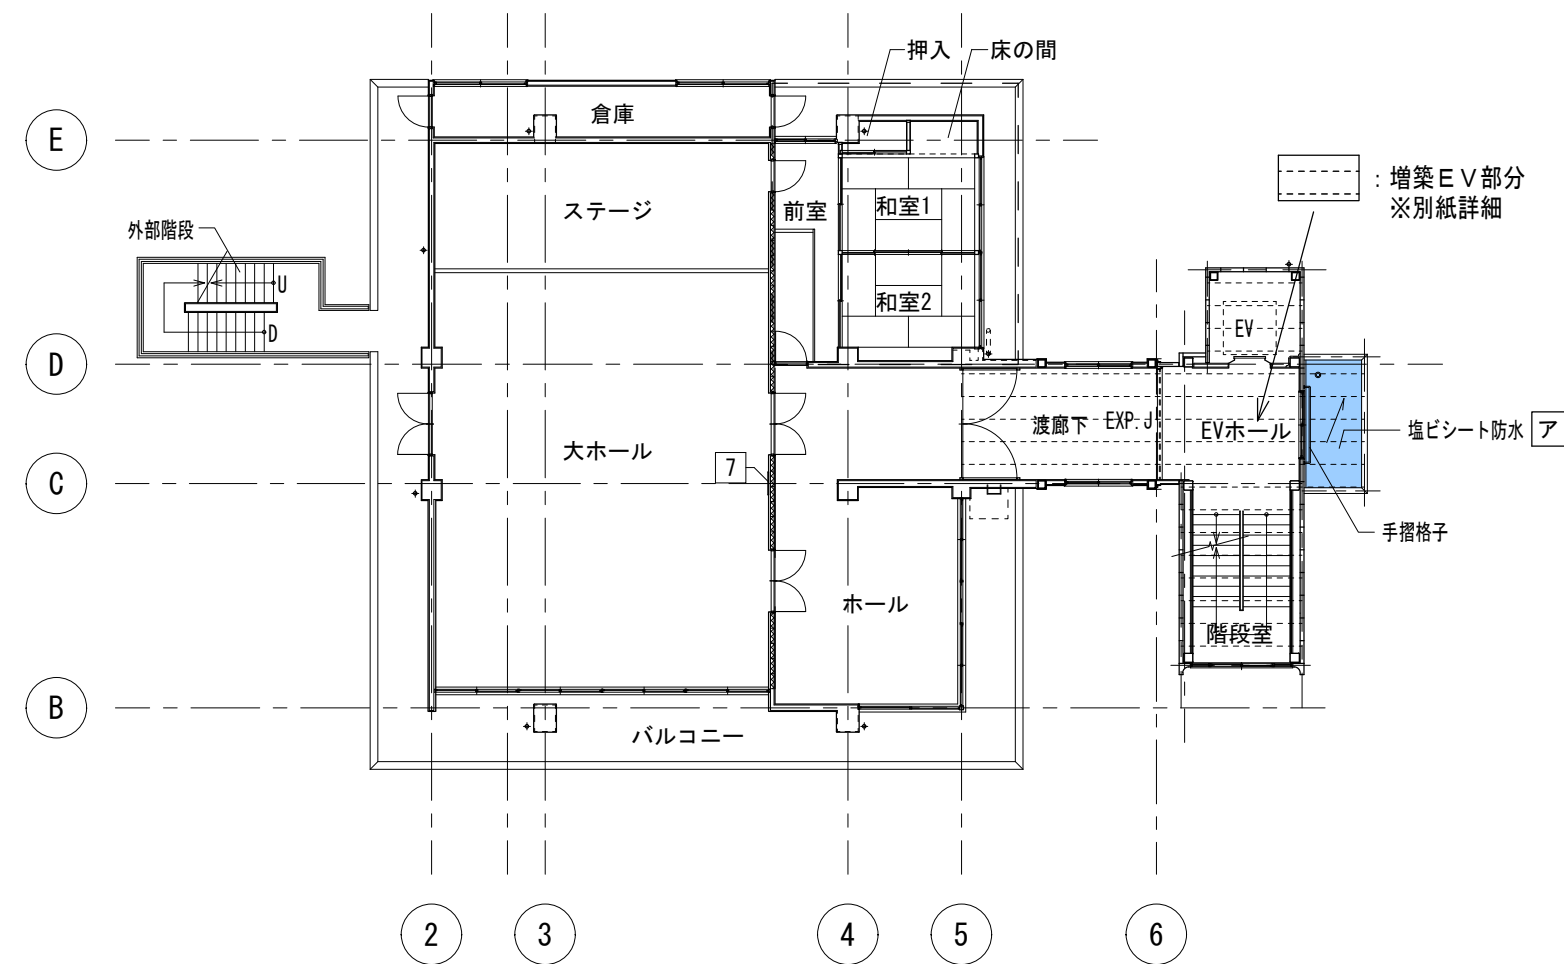 押入
床の間
倉庫
E
：増築ＥＶ部分
※別紙詳細
ステージ
前室
和室1
外部階段
U
和室2
D
EV
D
渡廊下
EXP.J
EVホール
塩ビシート防水
ア
大ホール
7
C
手摺格子
ホール
階段室
B
バルコニー
2
3
4
5
6